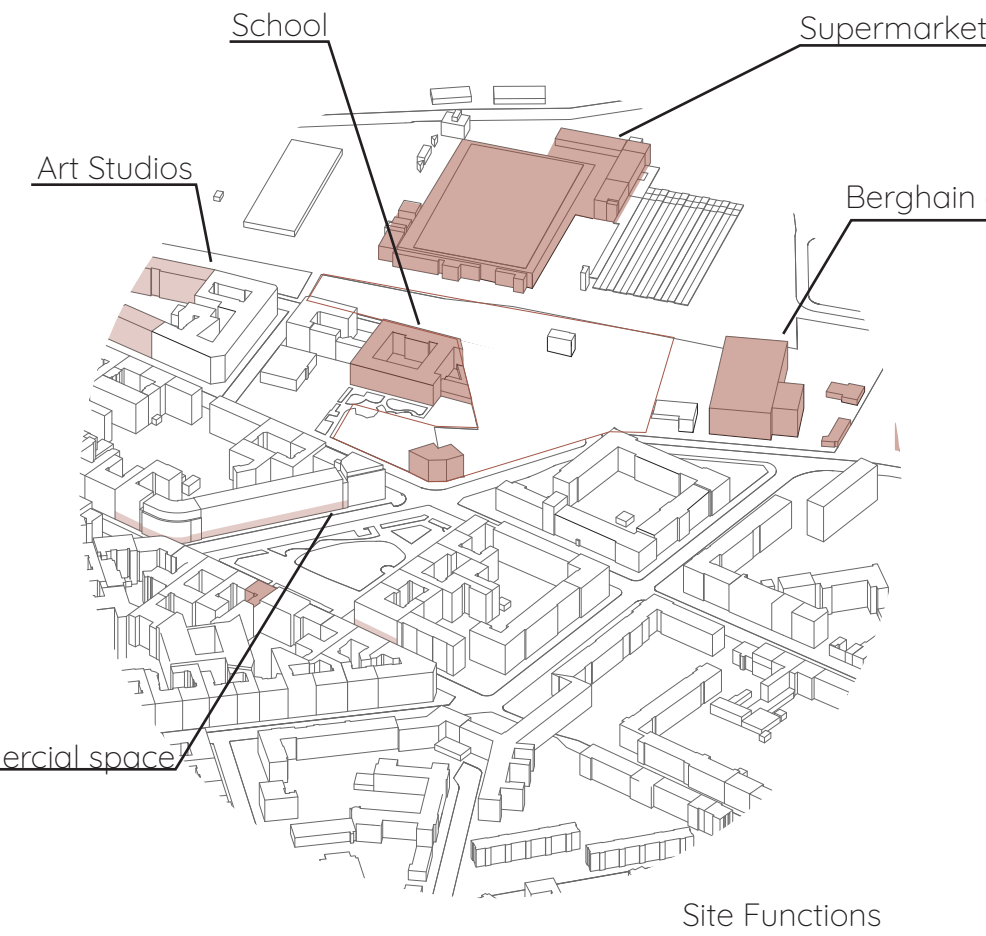 School
Supermarket
Art Studios
Berghain
ercial space
Site Functions